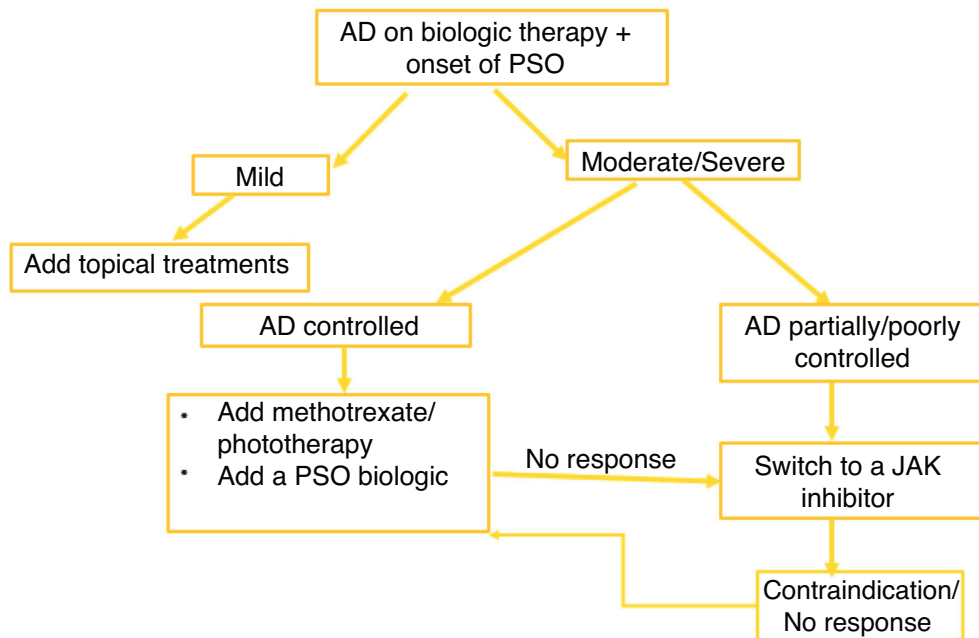 AD on biologic therapy +
onset of PSO
Mild
Moderate/Severe
Add topical treatments
AD controlled
AD partially/poorly
controlled
• Add methotrexate/
phototherapy
• Add a PSO biologic
No response
Switch to a JAK
inhibitor
Contraindication/
No response